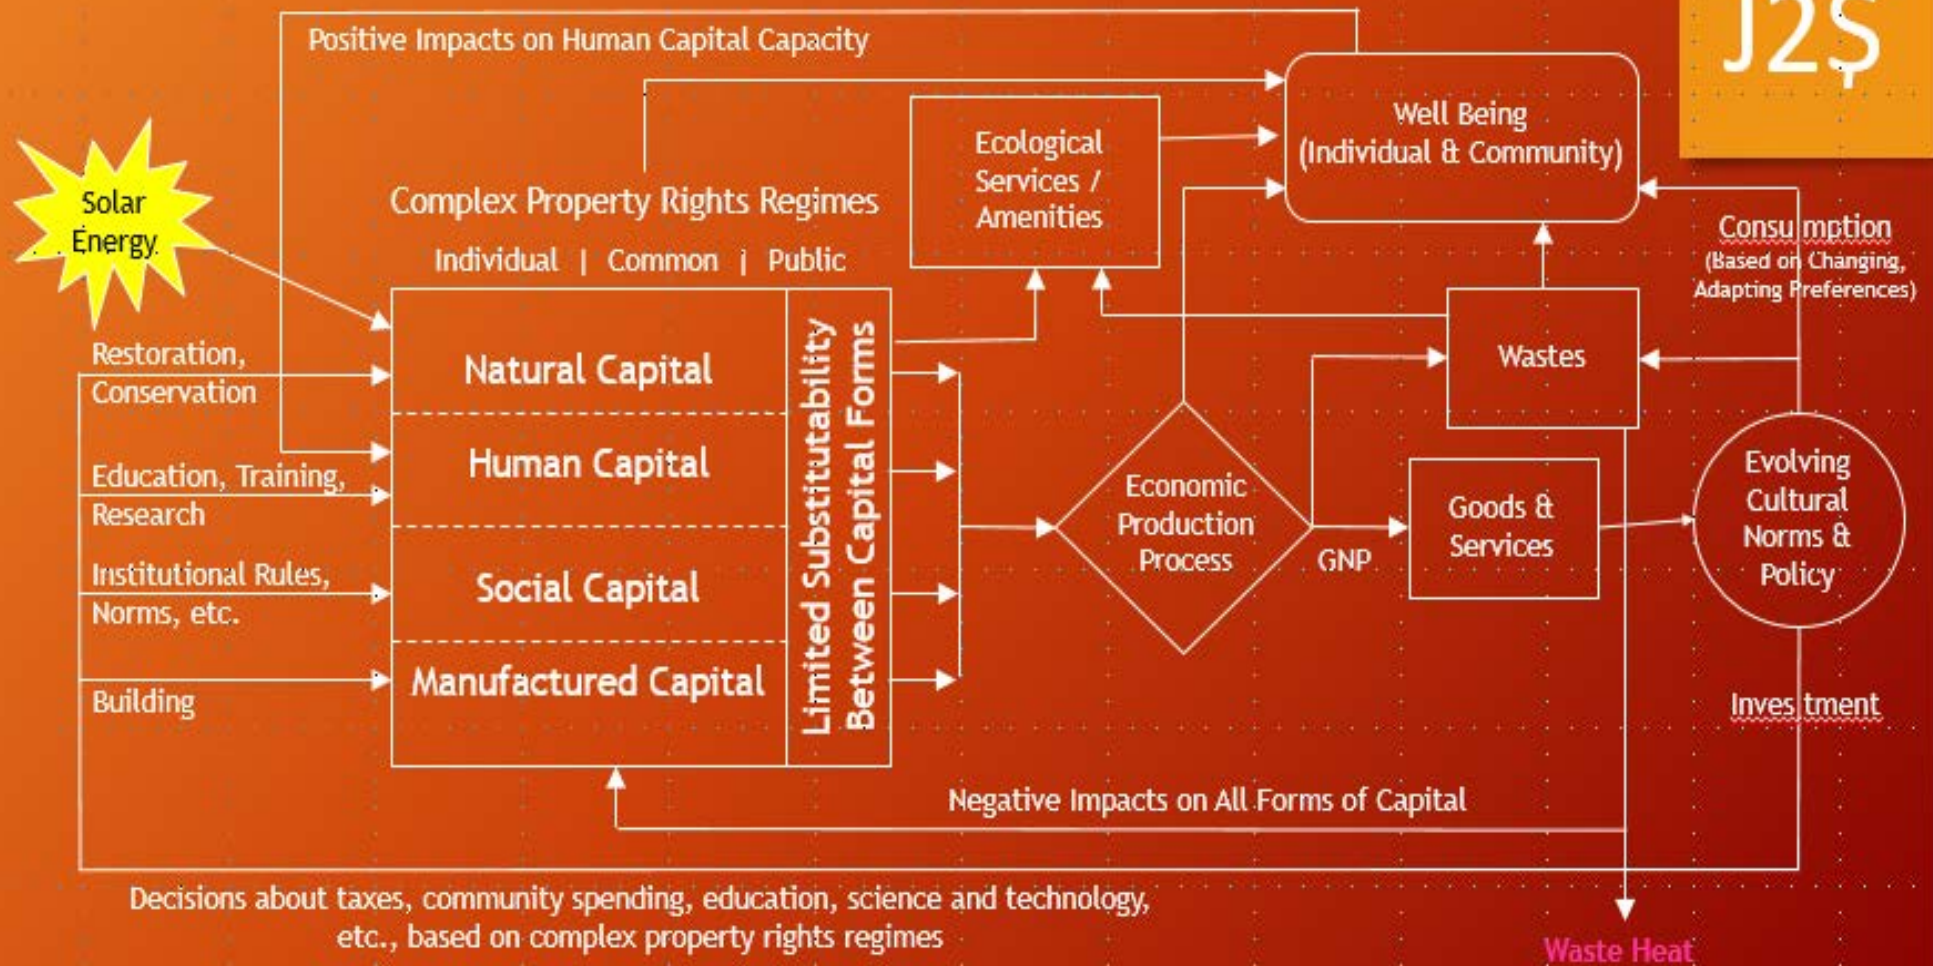 J2$
Positive Impacts on Human Capital Capacity
Well Being
(Individual & Community)
Ecological
Services /
Amenities
Solar
Energy
Complex Property Rights Regimes
Individual | Common | Public
Consumption
(Based on Changing,
Adapting Preferences)
Restoration,
Conservation
Education, Training,
Research
Institutional Rules,
Norms, etc.
Building
Natural Capital
Human Capital
Social Capital
Manufactured Capital
Limited Substitutability
Between Capital Forms
Wastes
Economic
Production
Process
GNP
Goods &
Services
Evolving
Cultural
Norms &
Policy
Investment
Negative Impacts on All Forms of Capital
Decisions about taxes, community spending, education, science and technology,
etc., based on complex property rights regimes
Waste Heat